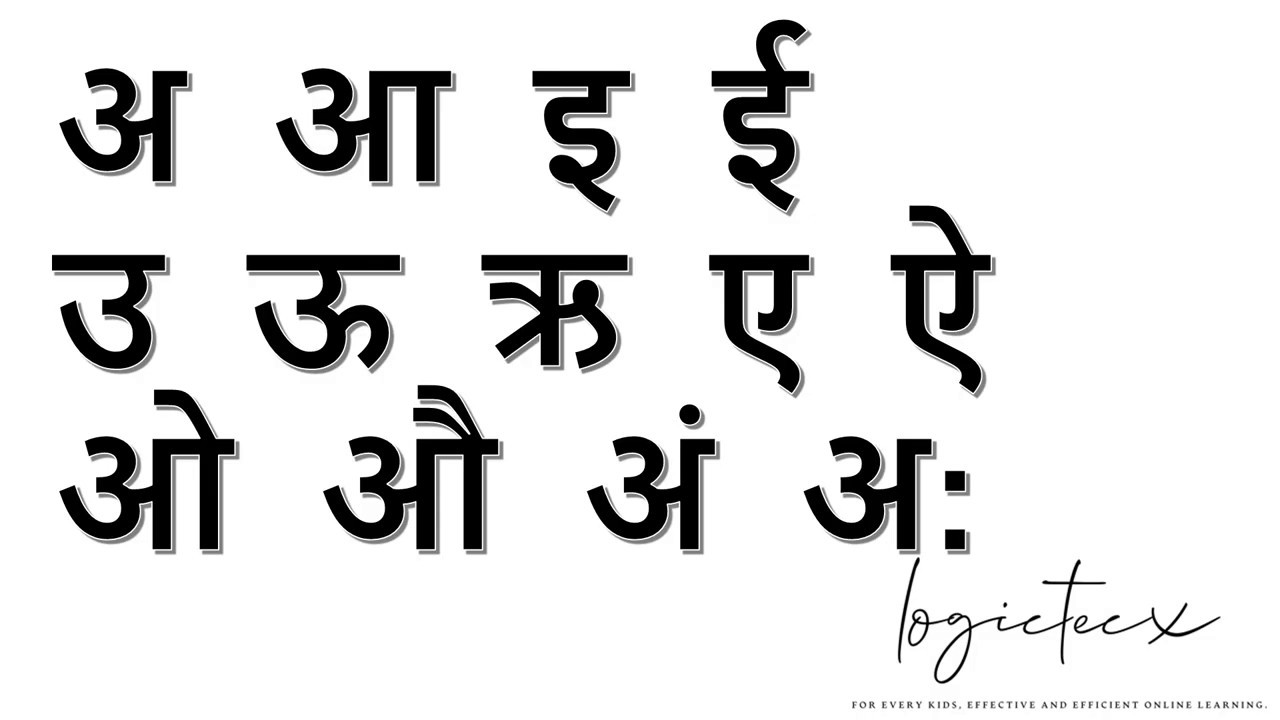 अ आ इ ई
उ ऊ ऋ ए ऐ
ओ औ अं अ:
logictecx
FOR EVERY KIDS, EFFECTIVE AND EFFICIENT ONLINE LEARNING.